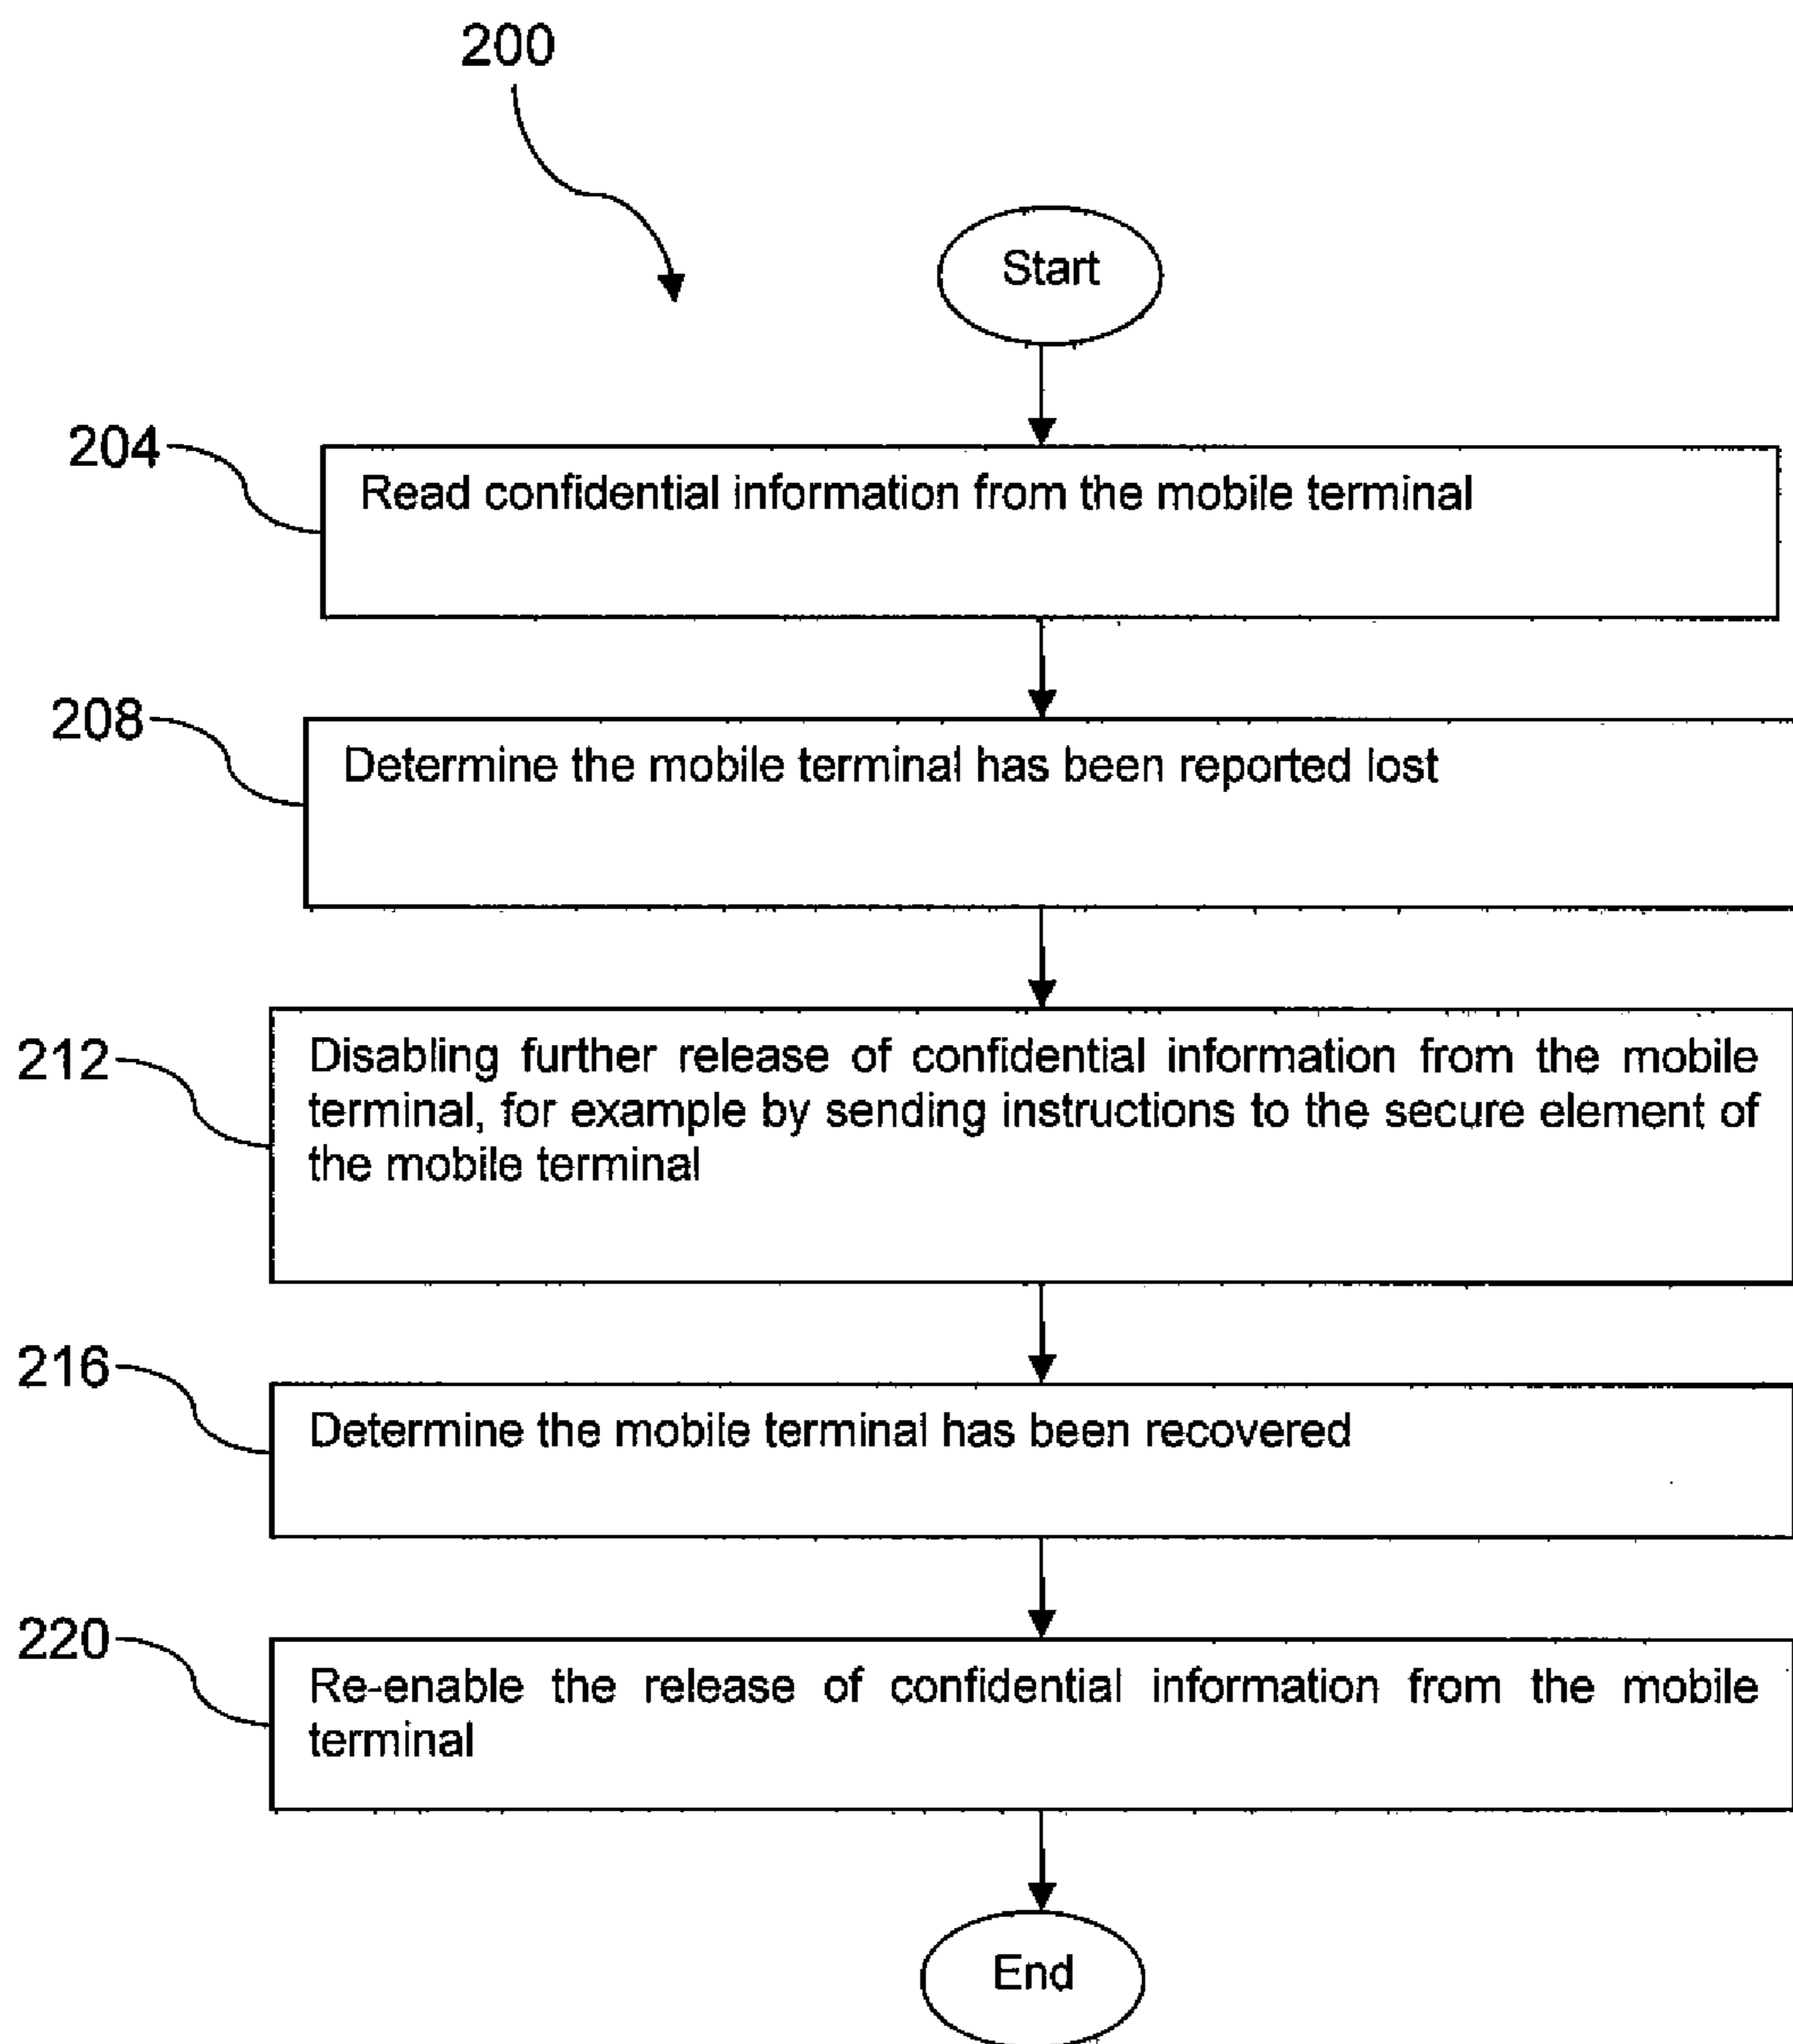 200
Start
204
Read confidential information from the mobile terminal
208
Determine the mobile terminal has been reported lost
212
Disabling further release of confidential information from the mobile
terminal, for example by sending instructions to the secure element of
the mobile terminal
216
Determine the mobile terminal has been recovered
220
Re-enable the release of confidential information from the mobile
terminal
End